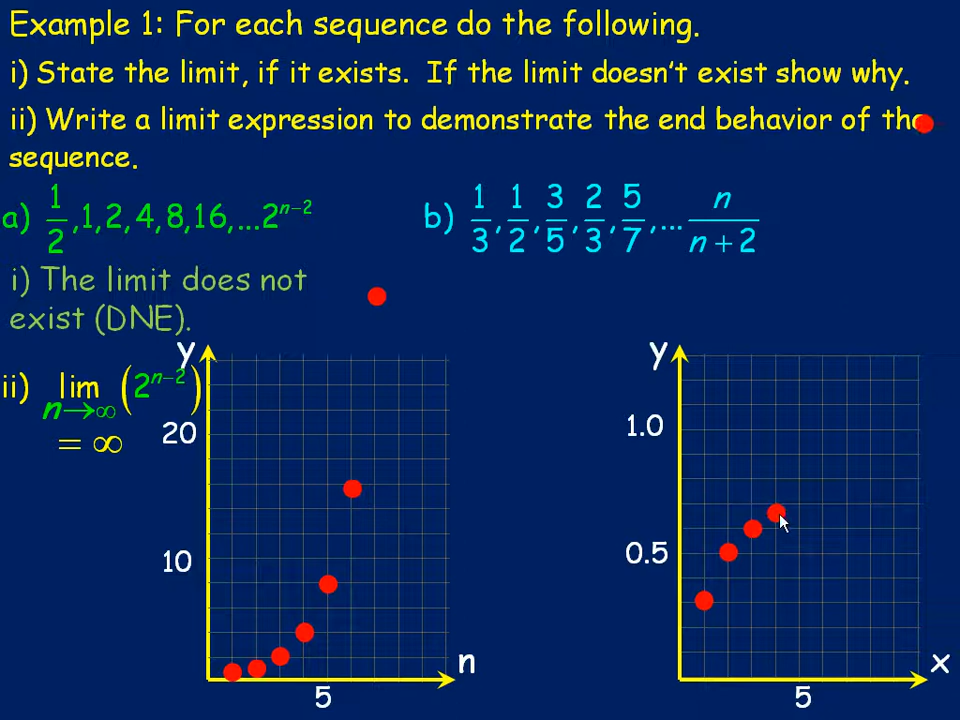 Example 1: For each sequence do the following.
i) State the limit, if it exists. If the limit doesn't exist show why.
ii) Write a limit expression to demonstrate the end behavior of the
sequence.
a) 1/2, 1, 2, 4, 8, 16, ... 2^{n-2}
b) 1/3, 1/2, 3/5, 2/3, 5/7, ... n/(n + 2)
i) The limit does not
exist (DNE).
ii) lim n→∞ (2^{n-2})
= ∞
y
20
10
5
n
y
1.0
0.5
5
x